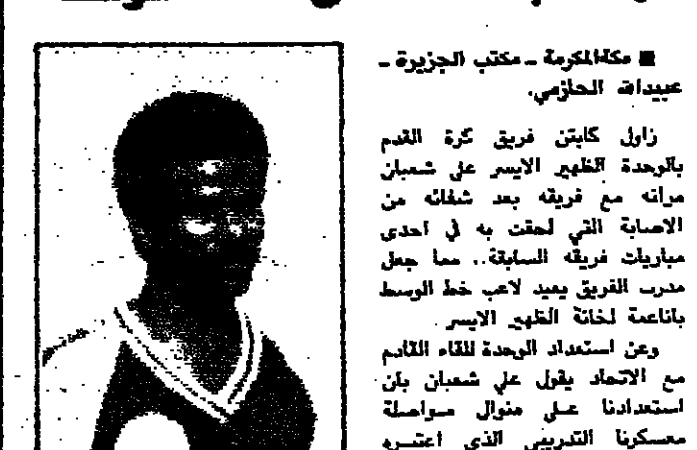 ■ مكة المكرمة ـ مكتب الجزيرة ـ
عبيدالله الحازمي.
زاول كابتن فريق كرة القدم
بالوحدة الظهير الايسر علي شعبان
مرانه مع فريقه بعد شفائه من
الاصابة التي لحقت به في احدى
مباريات فريقه السابقة.. مما جعل
مدرب الفريق يعيد لاعب خط الوسط
باناعمة لخانة الظهير الايسر.
وعن استعداد الوحدة للقاء القادم
مع الاتحاد يقول علي شعبان بان
استعدادنا على منوال مواصلة
معسكرنا التدريبي الذي اعتبره